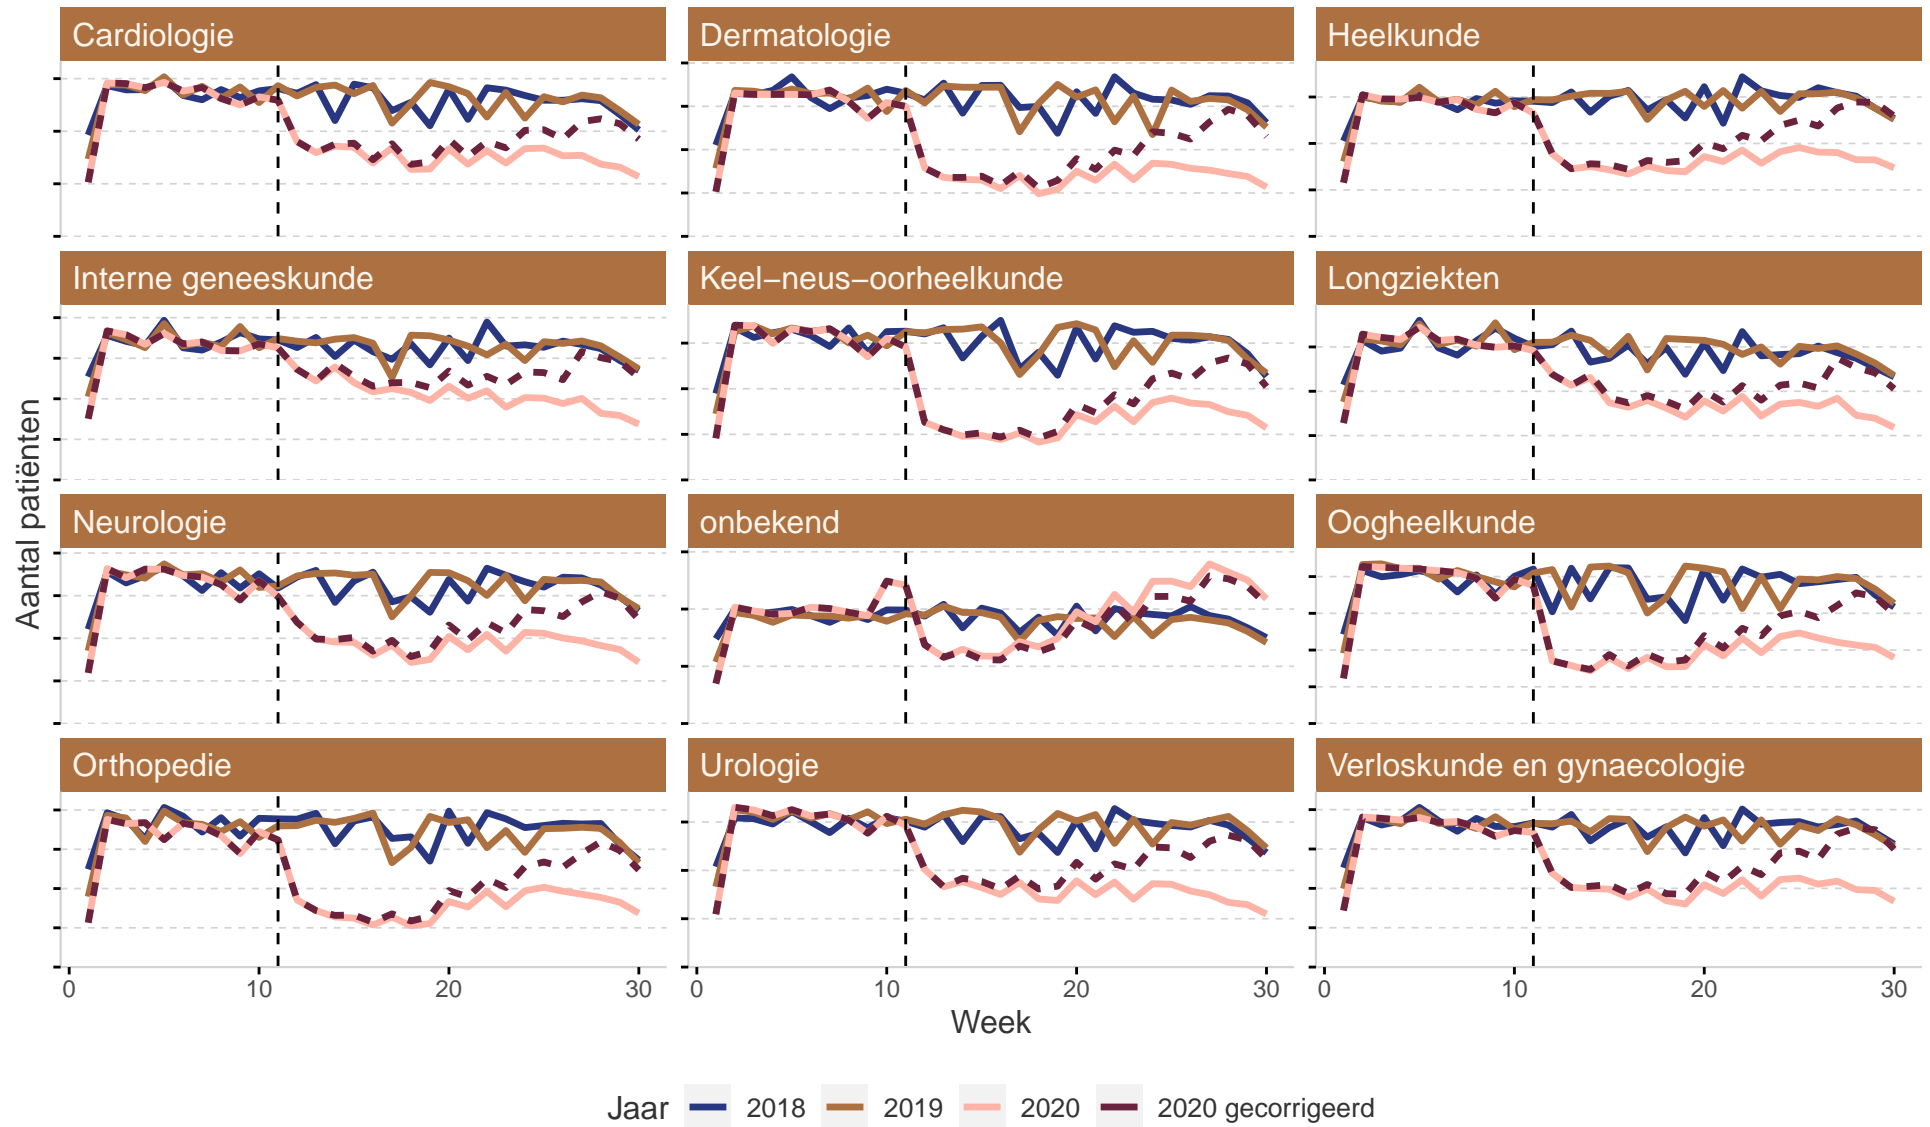 Cardiologie
Dermatologie
Heelkunde
Interne geneeskunde
Keel−neus−oorheelkunde
Longziekten
Neurologie
onbekend
Oogheelkunde
Orthopedie
Urologie
Verloskunde en gynaecologie
Aantal patiënten
0 10 20 30
0 10 20 30
0 10 20 30
Week
Jaar 2018 2019 2020 2020 gecorrigeerd